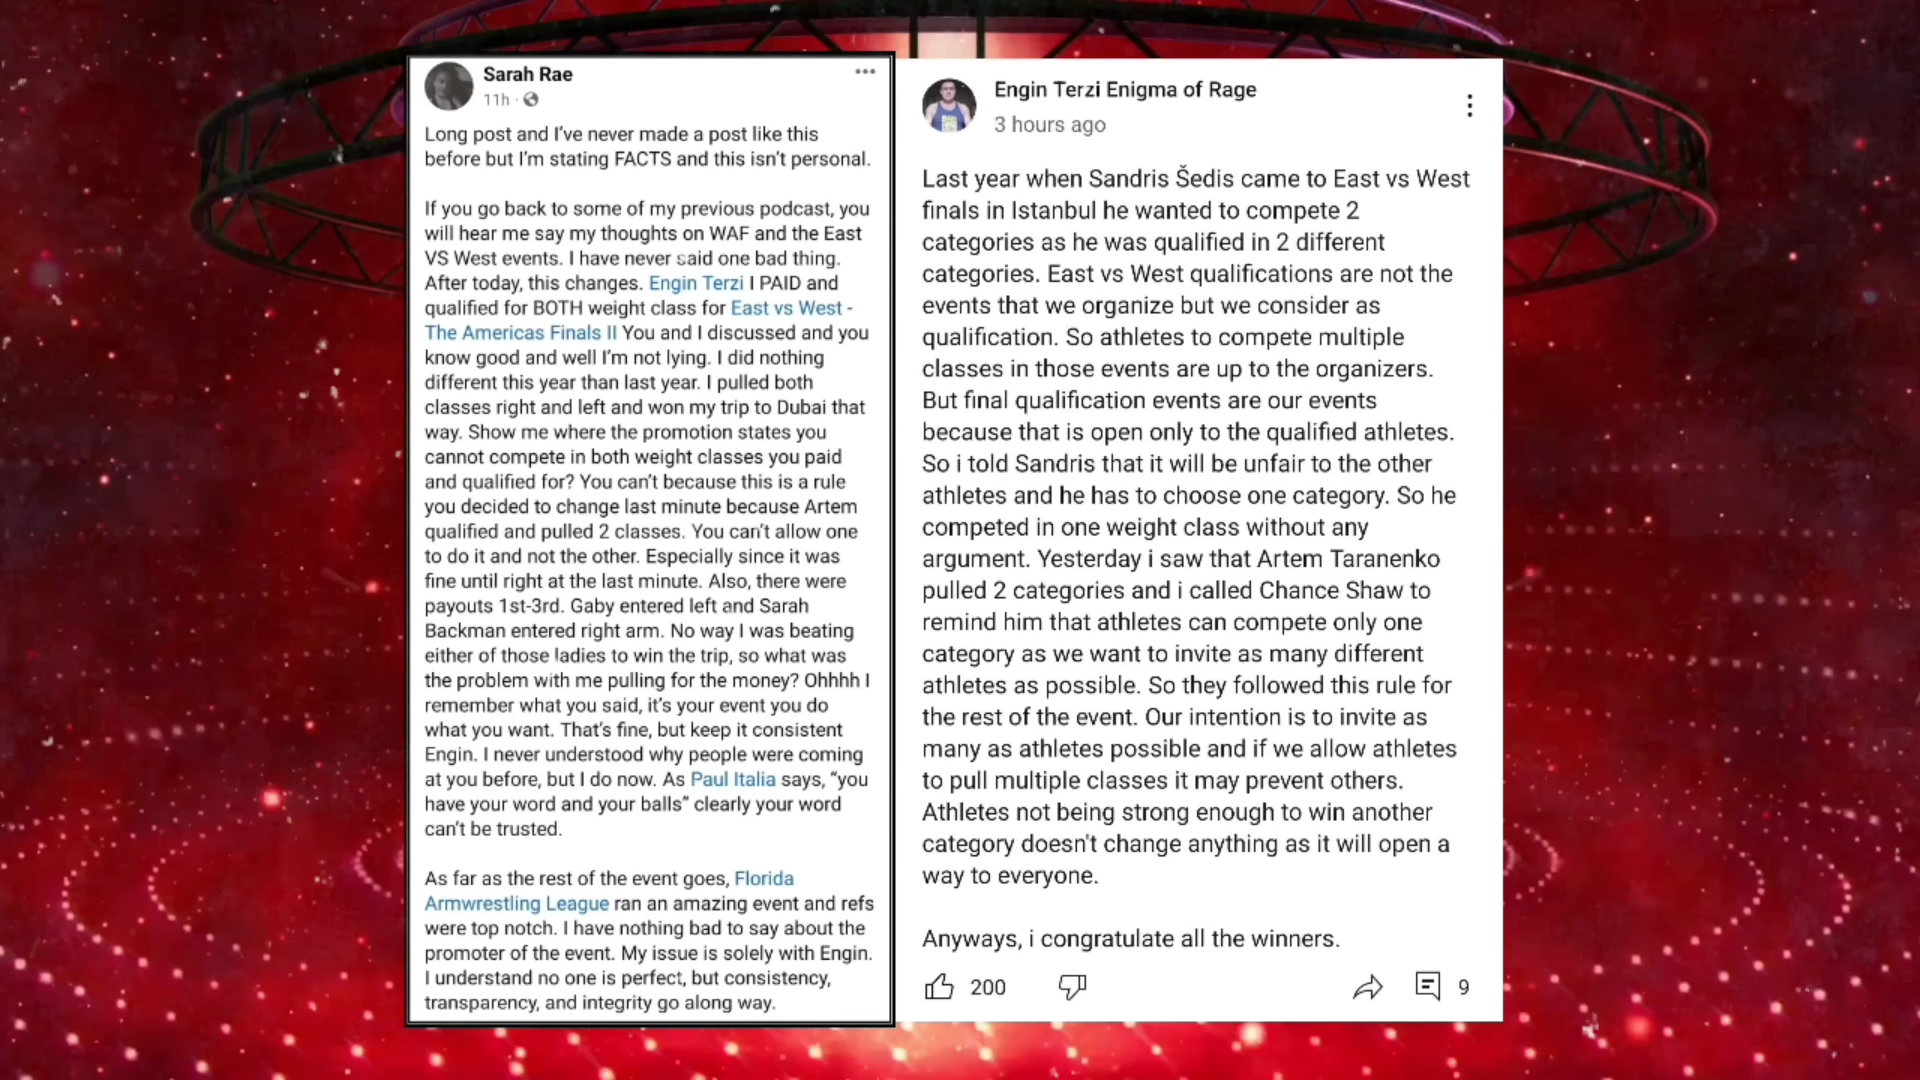 Sarah Rae
11h ·
Long post and I've never made a post like this
before but I'm stating FACTS and this isn't personal.
If you go back to some of my previous podcast, you
will hear me say my thoughts on WAF and the East
VS West events. I have never said one bad thing.
After today, this changes. Engin Terzi I PAID and
qualified for BOTH weight class for East vs West -
The Americas Finals II You and I discussed and you
know good and well I'm not lying. I did nothing
different this year than last year. I pulled both
classes right and left and won my trip to Dubai that
way. Show me where the promotion states you
cannot compete in both weight classes you paid
and qualified for? You can't because this is a rule
you decided to change last minute because Artem
qualified and pulled 2 classes. You can't allow one
to do it and not the other. Especially since it was
fine until right at the last minute. Also, there were
payouts 1st-3rd. Gaby entered left and Sarah
Backman entered right arm. No way I was beating
either of those ladies to win the trip, so what was
the problem with me pulling for the money? Ohhhh I
remember what you said, it's your event you do
what you want. That's fine, but keep it consistent
Engin. I never understood why people were coming
at you before, but I do now. As Paul Italia says, "you
have your word and your balls" clearly your word
can't be trusted.
As far as the rest of the event goes, Florida
Armwrestling League ran an amazing event and refs
were top notch. I have nothing bad to say about the
promoter of the event. My issue is solely with Engin.
I understand no one is perfect, but consistency,
transparency, and integrity go along way.
Engin Terzi Enigma of Rage
3 hours ago
Last year when Sandris Šedis came to East vs West
finals in Istanbul he wanted to compete 2
categories as he was qualified in 2 different
categories. East vs West qualifications are not the
events that we organize but we consider as
qualification. So athletes to compete multiple
classes in those events are up to the organizers.
But final qualification events are our events
because that is open only to the qualified athletes.
So i told Sandris that it will be unfair to the other
athletes and he has to choose one category. So he
competed in one weight class without any
argument. Yesterday i saw that Artem Taranenko
pulled 2 categories and i called Chance Shaw to
remind him that athletes can compete only one
category as we want to invite as many different
athletes as possible. So they followed this rule for
the rest of the event. Our intention is to invite as
many as athletes possible and if we allow athletes
to pull multiple classes it may prevent others.
Athletes not being strong enough to win another
category doesn't change anything as it will open a
way to everyone.
Anyways, i congratulate all the winners.
200
9